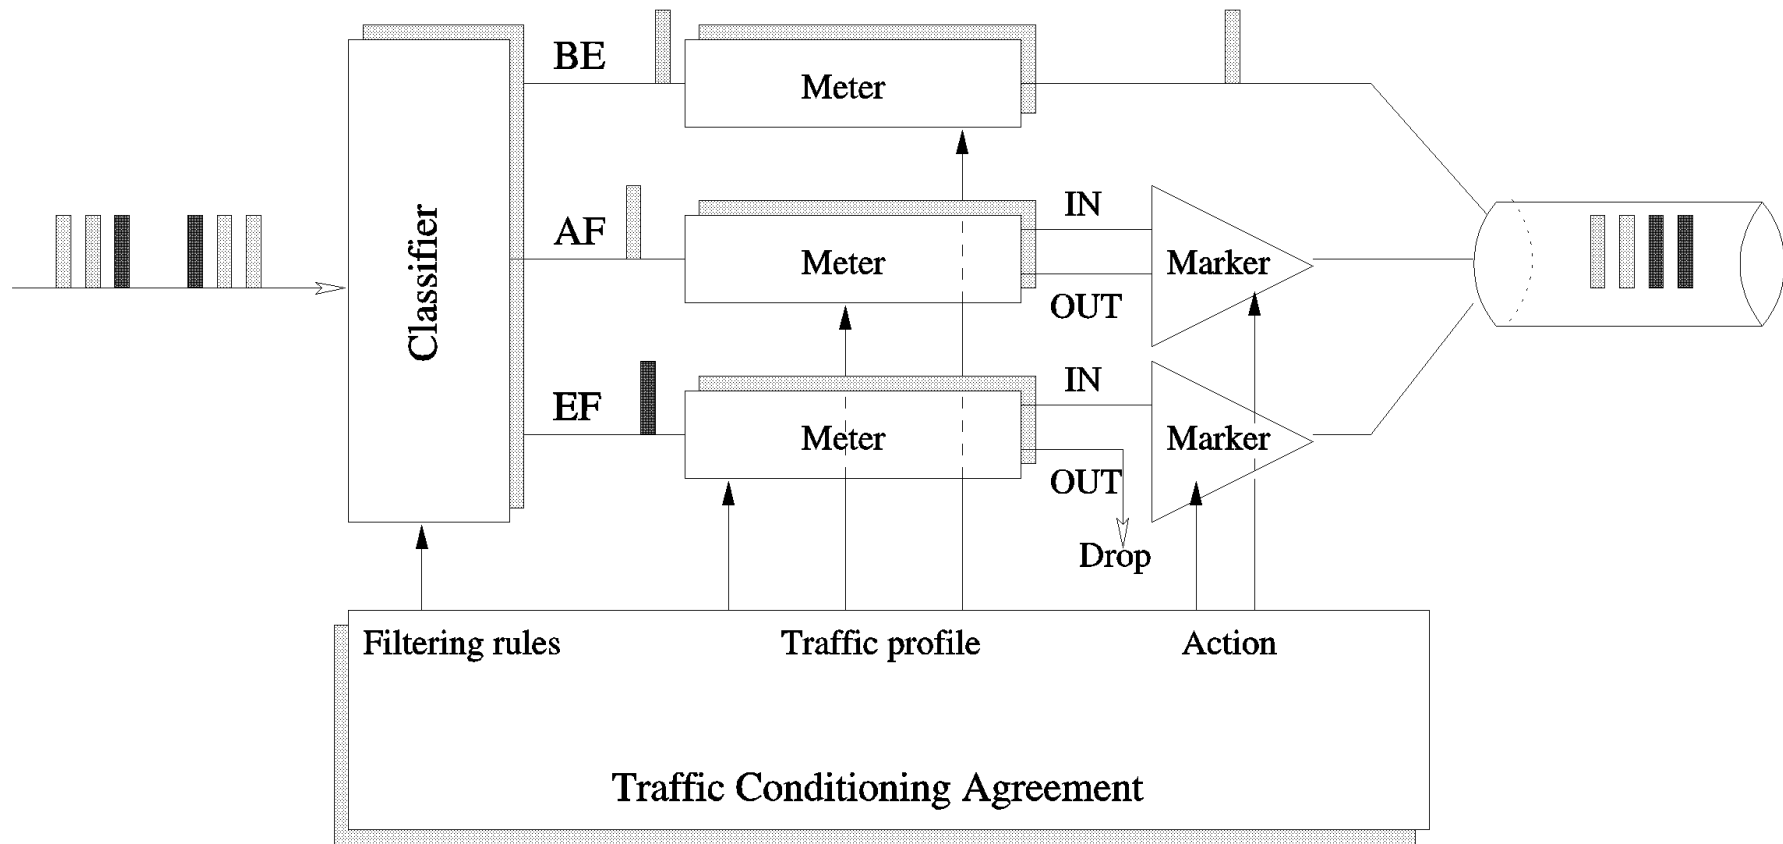 BE
Meter
Classifier
AF
Meter
IN
OUT
Marker
EF
Meter
IN
OUT
Marker
Drop
Filtering rules
Traffic profile
Action
Traffic Conditioning Agreement